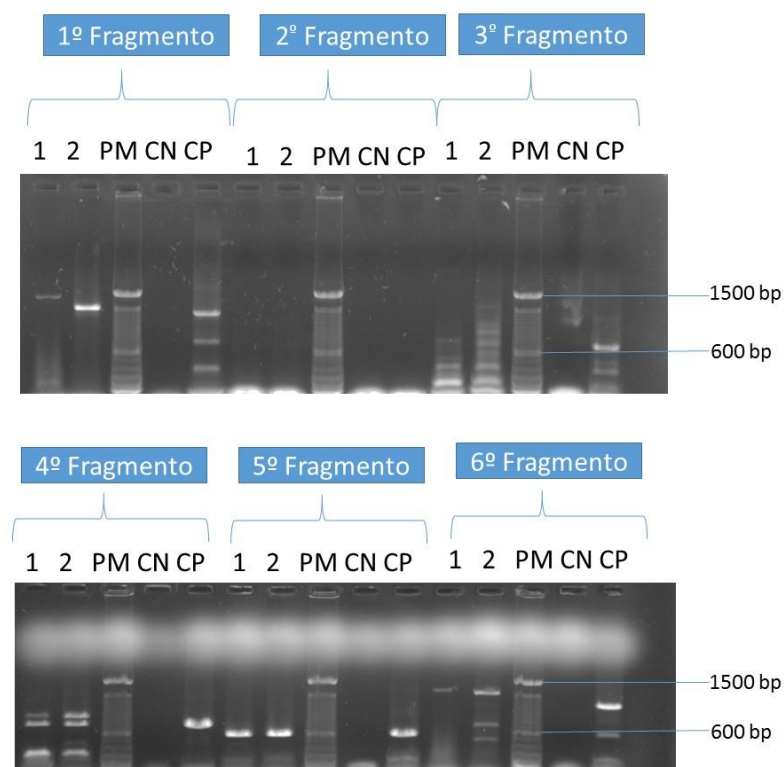 1º Fragmento 2º Fragmento 3º Fragmento
1 2 PM CN CP 1 2 PM CN CP 1 2 PM CN CP
1500 bp
600 bp
4º Fragmento 5º Fragmento 6º Fragmento
1 2 PM CN CP 1 2 PM CN CP 1 2 PM CN CP
1500 bp
600 bp